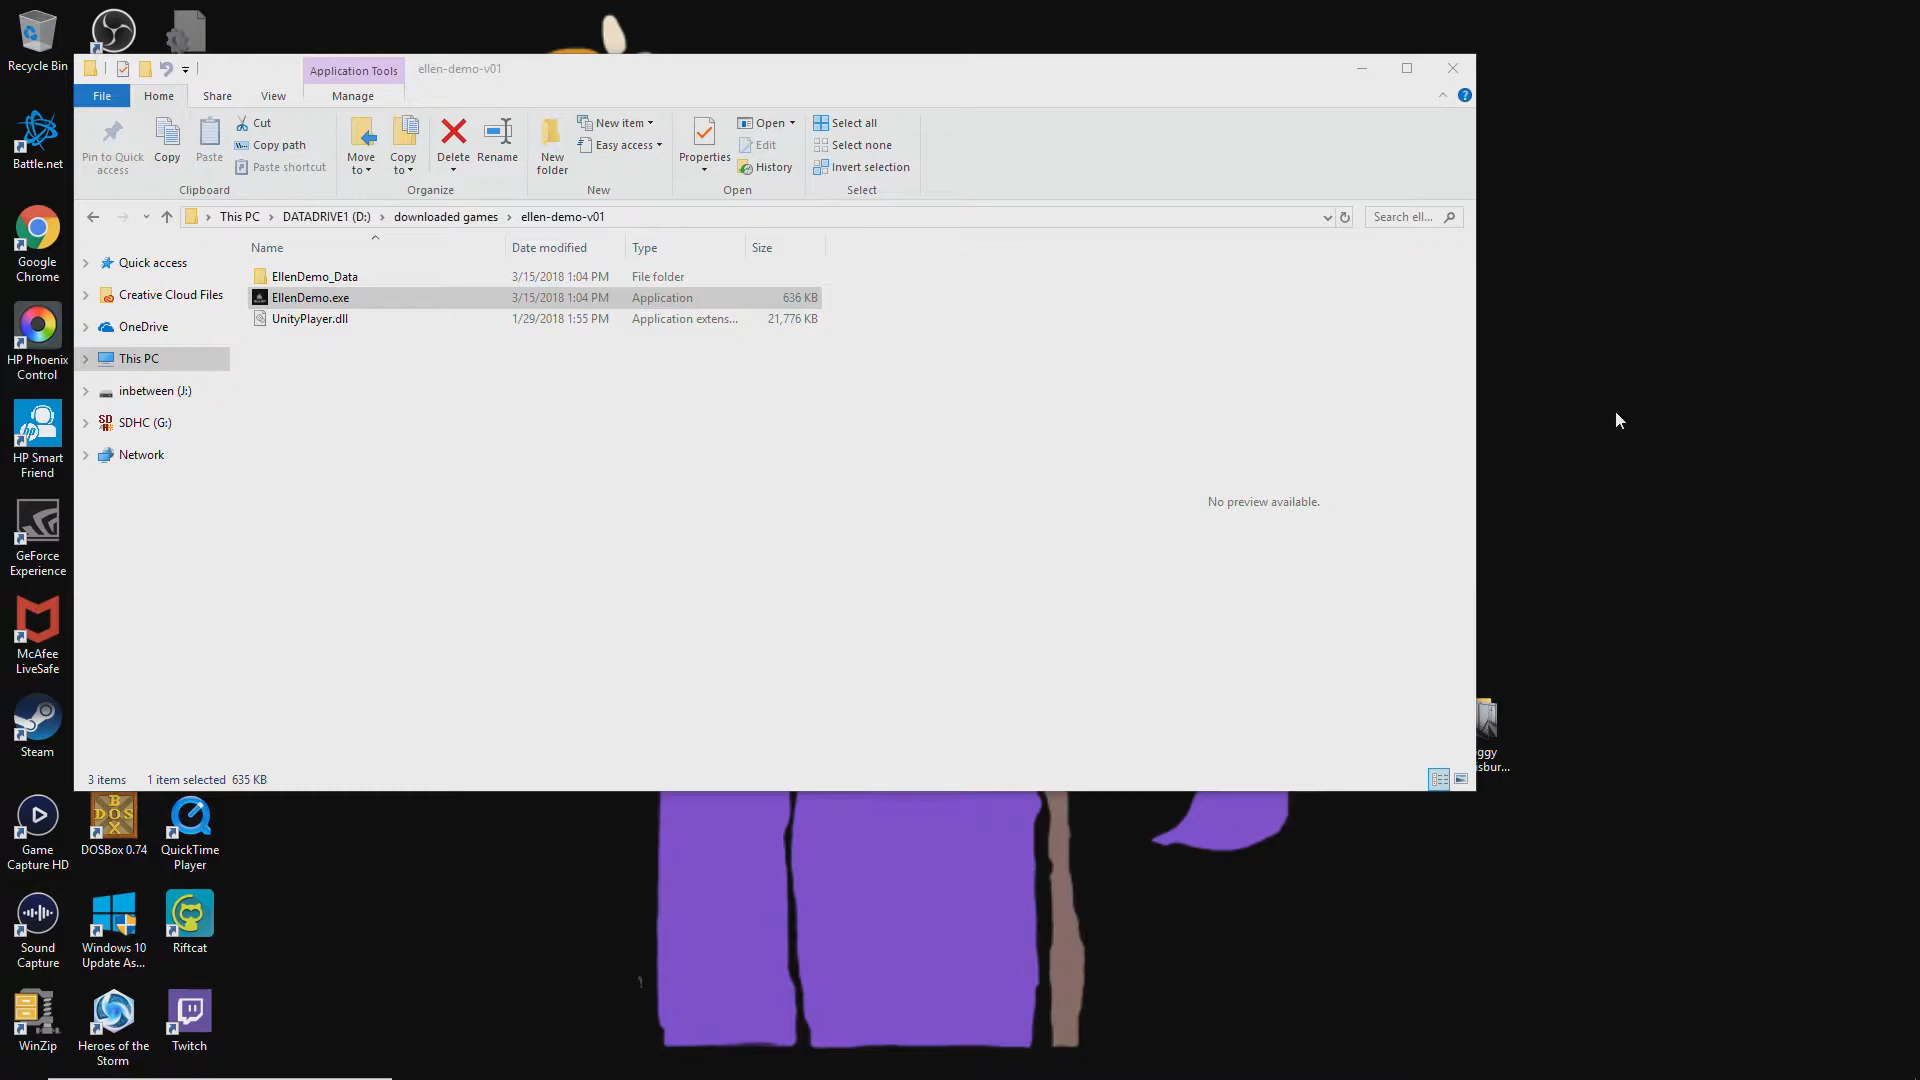 Recycle Bin
Battle.net
Google
Chrome
HP Phoenix
Control
HP Smart
Friend
GeForce
Experience
McAfee
LiveSafe
Steam
Game
Capture HD
DOSBox 0.74
QuickTime
Player
Sound
Capture
Windows 10
Update As...
Riftcat
WinZip
Heroes of the
Storm
Twitch
Application Tools
ellen-demo-v01
File
Home
Share
View
Manage
Pin to Quick
access
Copy
Paste
Cut
Copy path
Paste shortcut
Clipboard
Move
to
Copy
to
Delete
Rename
Organize
New
folder
New item
Easy access
New
Properties
Open
Edit
History
Open
Select all
Select none
Invert selection
Select
This PC > DATADRIVE1 (D:) > downloaded games > ellen-demo-v01
Search ell...
Quick access
Creative Cloud Files
OneDrive
This PC
inbetween (J:)
SD SDHC (G:)
Network
Name Date modified Type Size
EllenDemo_Data 3/15/2018 1:04 PM File folder
EllenDemo.exe 3/15/2018 1:04 PM Application 636 KB
UnityPlayer.dll 1/29/2018 1:55 PM Application extens... 21,776 KB
No preview available.
3 items 1 item selected 635 KB
ggy
sbur...